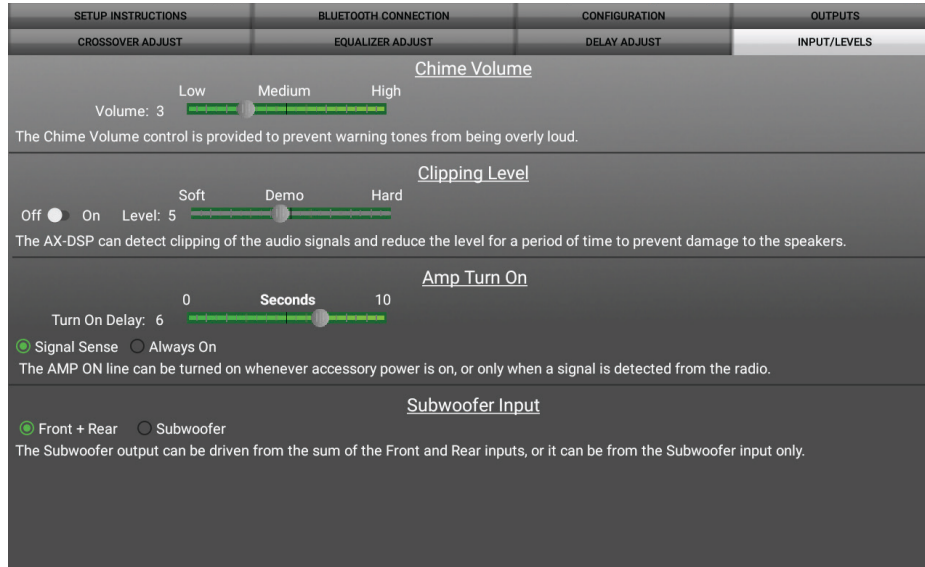 SETUP INSTRUCTIONS BLUETOOTH CONNECTION CONFIGURATION OUTPUTS
CROSSOVER ADJUST EQUALIZER ADJUST DELAY ADJUST INPUT/LEVELS
Chime Volume
Low Medium High
Volume: 3
The Chime Volume control is provided to prevent warning tones from being overly loud.
Clipping Level
Soft Demo Hard
Off On Level: 5
The AX-DSP can detect clipping of the audio signals and reduce the level for a period of time to prevent damage to the speakers.
Amp Turn On
0 Seconds 10
Turn On Delay: 6
Signal Sense Always On
The AMP ON line can be turned on whenever accessory power is on, or only when a signal is detected from the radio.
Subwoofer Input
Front + Rear Subwoofer
The Subwoofer output can be driven from the sum of the Front and Rear inputs, or it can be from the Subwoofer input only.